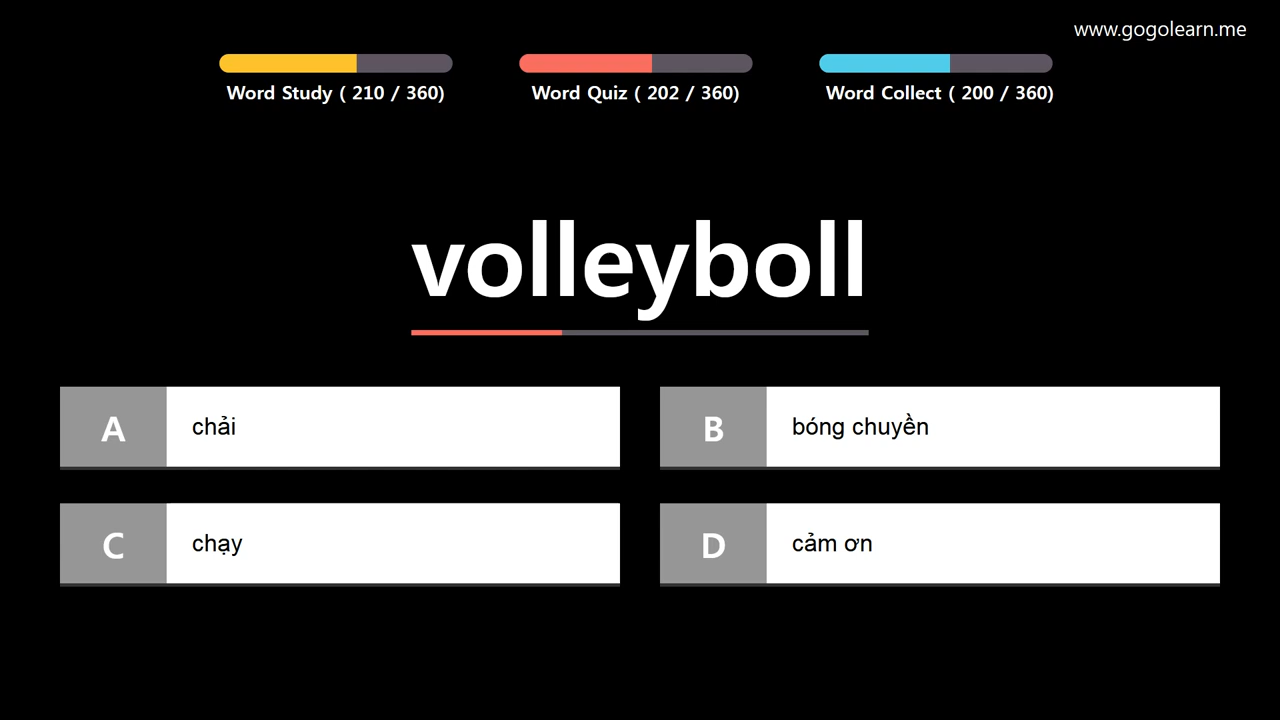 www.gogolearn.me
Word Study ( 210 / 360)
Word Quiz ( 202 / 360)
Word Collect ( 200 / 360)
volleyboll
A chải
B bóng chuyền
C chạy
D cảm ơn